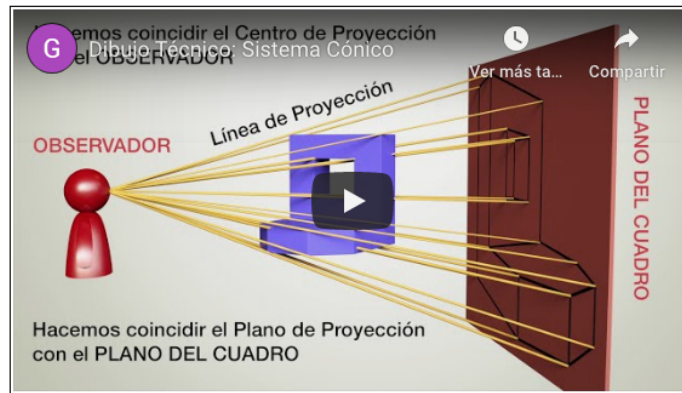 Hacemos coincidir el Centro de Proyección
el OBSERVADOR
G
Dibujo Técnico: Sistema Cónico
Ver más ta...
Compartir
Línea de Proyección
OBSERVADOR
PLANO DEL CUADRO
Hacemos coincidir el Plano de Proyección
con el PLANO DEL CUADRO